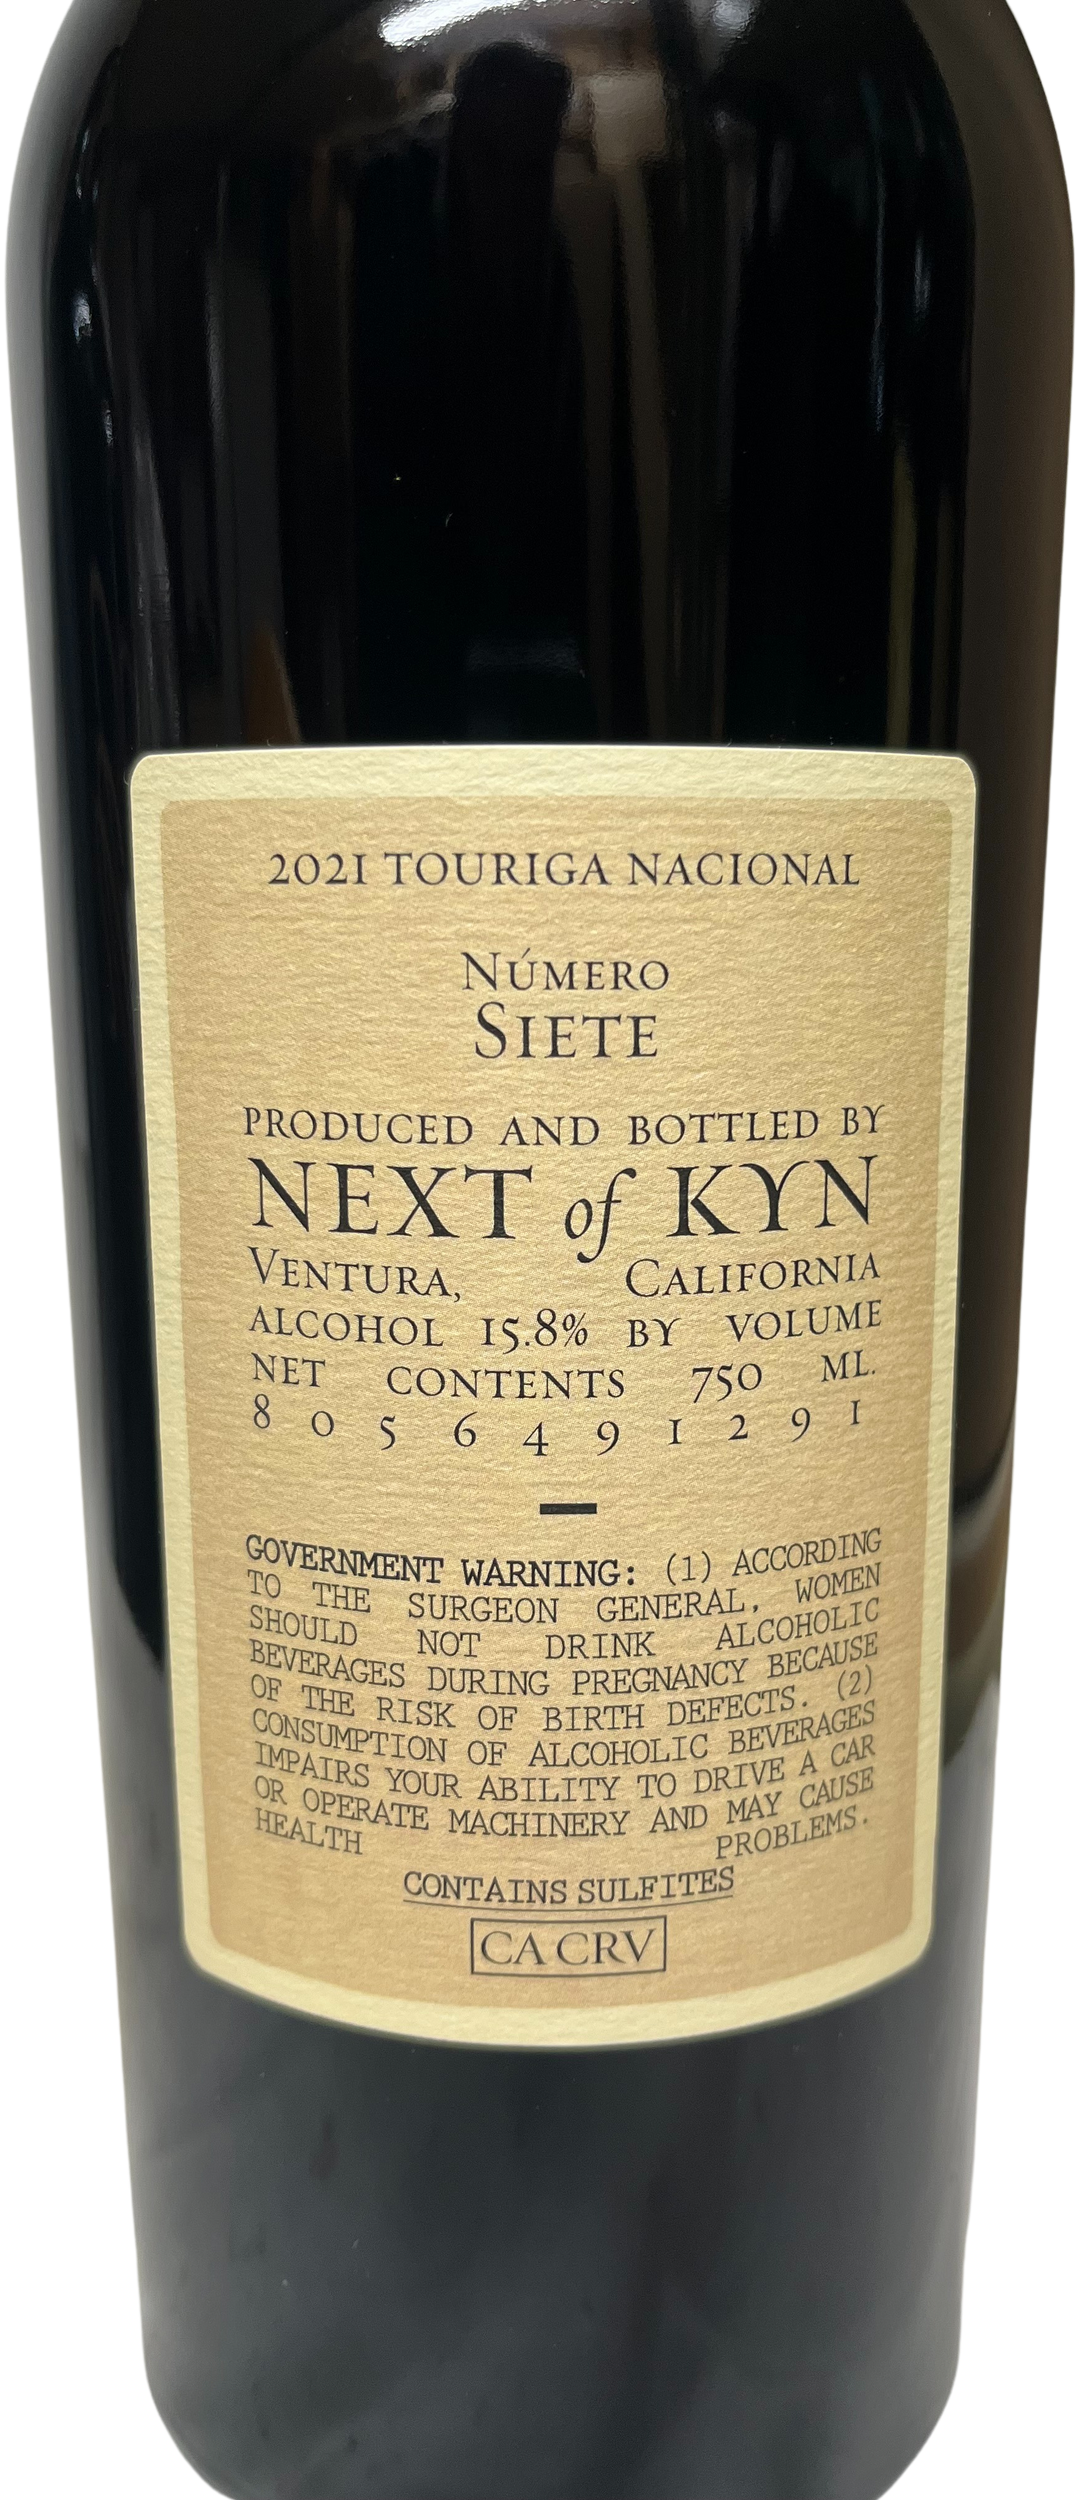 2021 TOURIGA NACIONAL
NÚMERO
SIETE
PRODUCED AND BOTTLED BY
NEXT of KYN
VENTURA, CALIFORNIA
ALCOHOL 15.8% BY VOLUME
NET CONTENTS 750 ML.
8 0 5 6 4 9 1 2 9 1
GOVERNMENT WARNING: (1) ACCORDING
TO THE SURGEON GENERAL, WOMEN
SHOULD NOT DRINK ALCOHOLIC
BEVERAGES DURING PREGNANCY BECAUSE
OF THE RISK OF BIRTH DEFECTS. (2)
CONSUMPTION OF ALCOHOLIC BEVERAGES
IMPAIRS YOUR ABILITY TO DRIVE A CAR
OR OPERATE MACHINERY AND MAY CAUSE
HEALTH PROBLEMS.
CONTAINS SULFITES
CA CRV